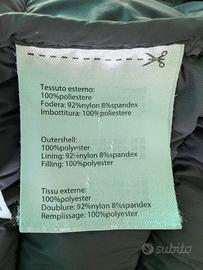 Tessuto esterno:
100%poliestere
Fodera: 92%nylon 8%spandex
Imbottitura: 100%poliestere
Outershell:
100%polyester
Lining: 92%nylon 8%spandex
Filling: 100%polyester
Tissu externe:
100%polyester
Doublure: 92%nylon 8%spandex
Remplissage: 100%polyester
subito